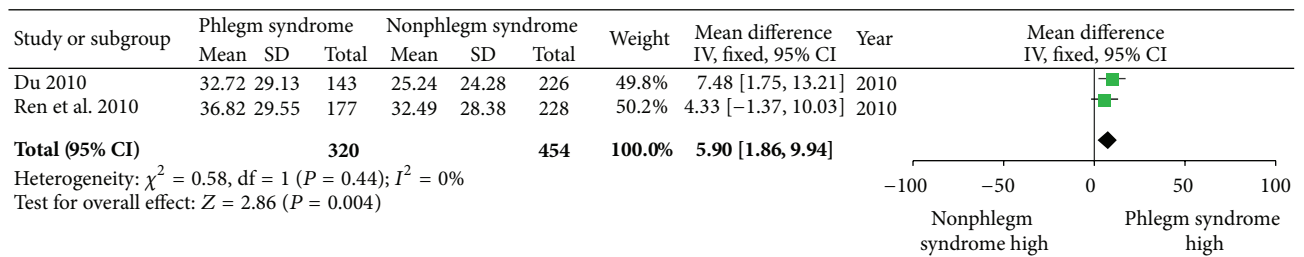 Study or subgroup Phlegm syndrome Nonphlegm syndrome Weight Mean difference Year Mean difference
Mean SD Total Mean SD Total IV, fixed, 95% CI IV, fixed, 95% CI
Du 2010 32.72 29.13 143 25.24 24.28 226 49.8% 7.48 [1.75, 13.21] 2010
Ren et al. 2010 36.82 29.55 177 32.49 28.38 228 50.2% 4.33 [−1.37, 10.03] 2010
Total (95% CI) 320 454 100.0% 5.90 [1.86, 9.94]
Heterogeneity: χ² = 0.58, df = 1 (P = 0.44); I² = 0%
Test for overall effect: Z = 2.86 (P = 0.004)
−100 −50 0 50 100
Nonphlegm Phlegm syndrome
syndrome high high